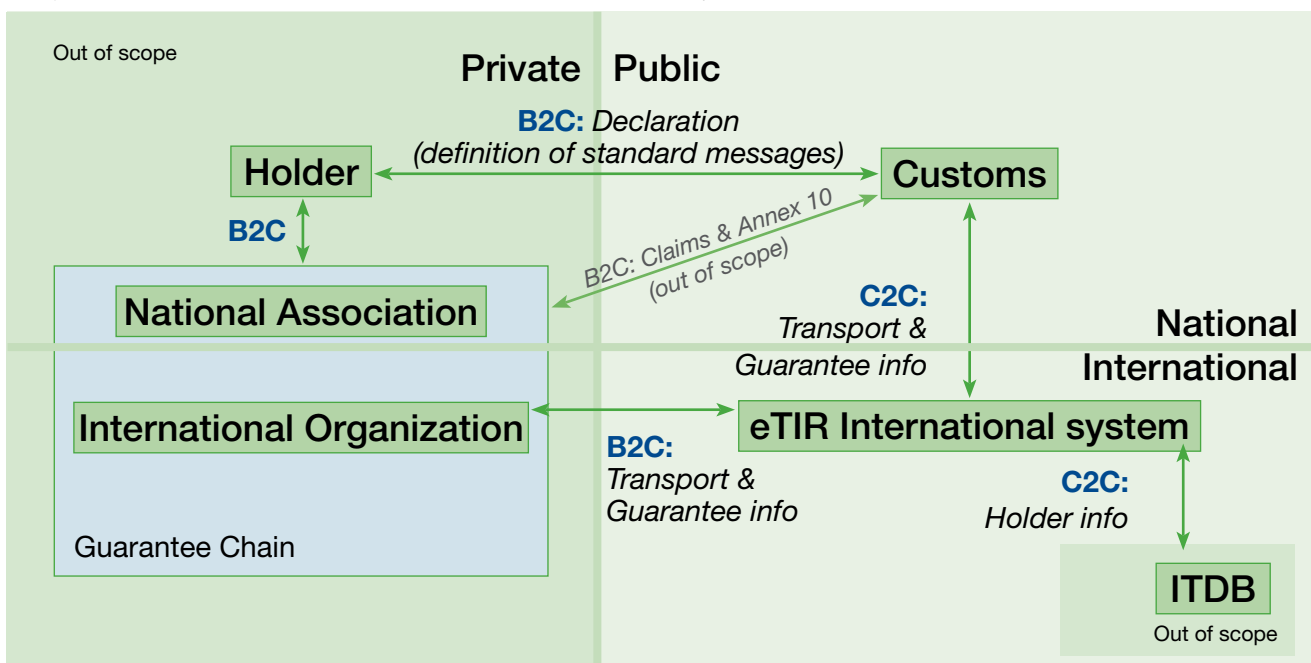 Out of scope
Private
Public
B2C: Declaration
(definition of standard messages)
Holder
Customs
B2C
B2C: Claims & Annex 10
(out of scope)
National Association
C2C:
Transport &
Guarantee info
National
International
International Organization
eTIR International system
B2C:
Transport &
Guarantee info
C2C:
Holder info
Guarantee Chain
ITDB
Out of scope